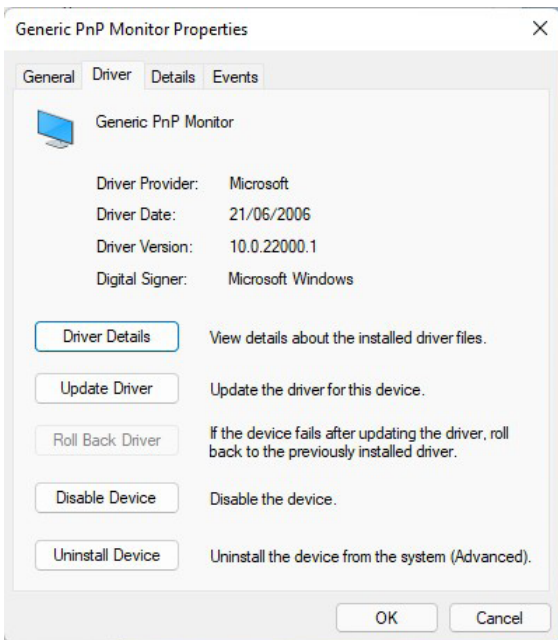 Generic PnP Monitor Properties
General Driver Details Events
Generic PnP Monitor
Driver Provider: Microsoft
Driver Date: 21/06/2006
Driver Version: 10.0.22000.1
Digital Signer: Microsoft Windows
Driver Details View details about the installed driver files.
Update Driver Update the driver for this device.
Roll Back Driver If the device fails after updating the driver, roll
back to the previously installed driver.
Disable Device Disable the device.
Uninstall Device Uninstall the device from the system (Advanced).
OK Cancel